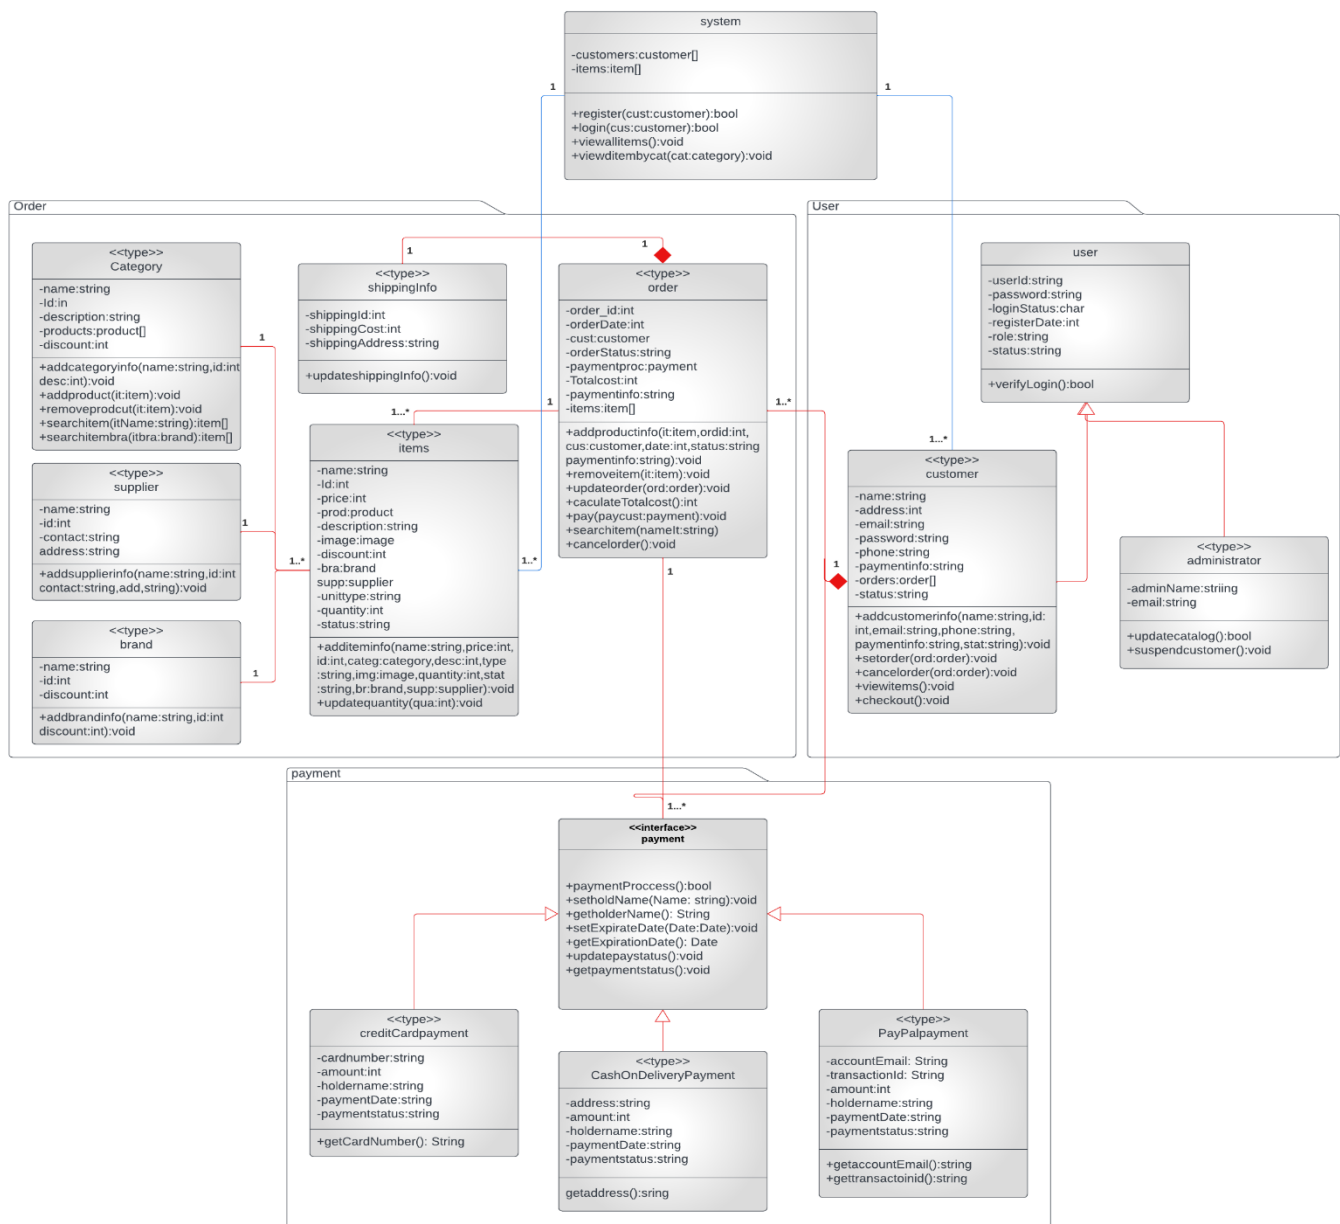 system
-customers:customer[]
-items:item[]
+register(cust:customer):bool
+login(cus:customer):bool
+viewallitems():void
+viewditembycat(cat:category):void
1
1
Order
<<type>>
Category
-name:string
-Id:in
-description:string
-products:product[]
-discount:int
+addcategoryinfo(name:string,id:int
desc:int):void
+addproduct(it:item):void
+removeprodcut(it:item):void
+searchitem(itName:string):item[]
+searchitembra(itbra:brand):item[]
1
<<type>>
shippingInfo
-shippingId:int
-shippingCost:int
-shippingAddress:string
+updateshippingInfo():void
1
1
<<type>>
order
-order_id:int
-orderDate:int
-cust:customer
-orderStatus:string
-paymentproc:payment
-Totalcost:int
-paymentinfo:string
-items:item[]
+addproductinfo(it:item,ordid:int,
cus:customer,date:int,status:string
paymentinfo:string):void
+removeitem(it:item):void
+updateorder(ord:order):void
+caculateTotalcost():int
+pay(paycust:payment):void
+searchitem(nameIt:string)
+cancelorder():void
1
1...*
1..*
1
<<type>>
supplier
-name:string
-id:int
-contact:string
address:string
+addsupplierinfo(name:string,id:int
contact:string,add,string):void
1
<<type>>
items
-name:string
-Id:int
-price:int
-prod:product
-description:string
-image:image
-discount:int
-bra:brand
supp:supplier
-unittype:string
-quantity:int
-status:string
+additeminfo(name:string,price:int,
id:int,categ:category,desc:int,type
:string,img:image,quantity:int,stat
:string,br:brand,supp:supplier):void
+updatequantity(qua:int):void
1..*
1..*
<<type>>
brand
-name:string
-id:int
-discount:int
+addbrandinfo(name:string,id:int
discount:int):void
1
User
user
-userId:string
-password:string
-loginStatus:char
-registerDate:int
-role:string
-status:string
+verifyLogin():bool
1...*
<<type>>
customer
-name:string
-address:int
-email:string
-password:string
-phone:string
-paymentinfo:string
-orders:order[]
-status:string
+addcustomerinfo(name:string,id:
int,email:string,phone:string,
paymentinfo:string,stat:string):void
+setorder(ord:order):void
+cancelorder(ord:order):void
+viewitems():void
+checkout():void
1
<<type>>
administrator
-adminName:striing
-email:string
+updatecatalog():bool
+suspendcustomer():void
payment
1...*
<<interface>>
payment
+paymentProccess():bool
+setholdName(Name: string):void
+getholderName(): String
+setExpirateDate(Date:Date):void
+getExpirationDate(): Date
+updatepaystatus():void
+getpaymentstatus():void
<<type>>
creditCardpayment
-cardnumber:string
-amount:int
-holdername:string
-paymentDate:string
-paymentstatus:string
+getCardNumber(): String
<<type>>
CashOnDeliveryPayment
-address:string
-amount:int
-holdername:string
-paymentDate:string
-paymentstatus:string
getaddress():sring
<<type>>
PayPalpayment
-accountEmail: String
-transactionId: String
-amount:int
-holdername:string
-paymentDate:string
-paymentstatus:string
+getaccountEmail():string
+gettransactoinid():string